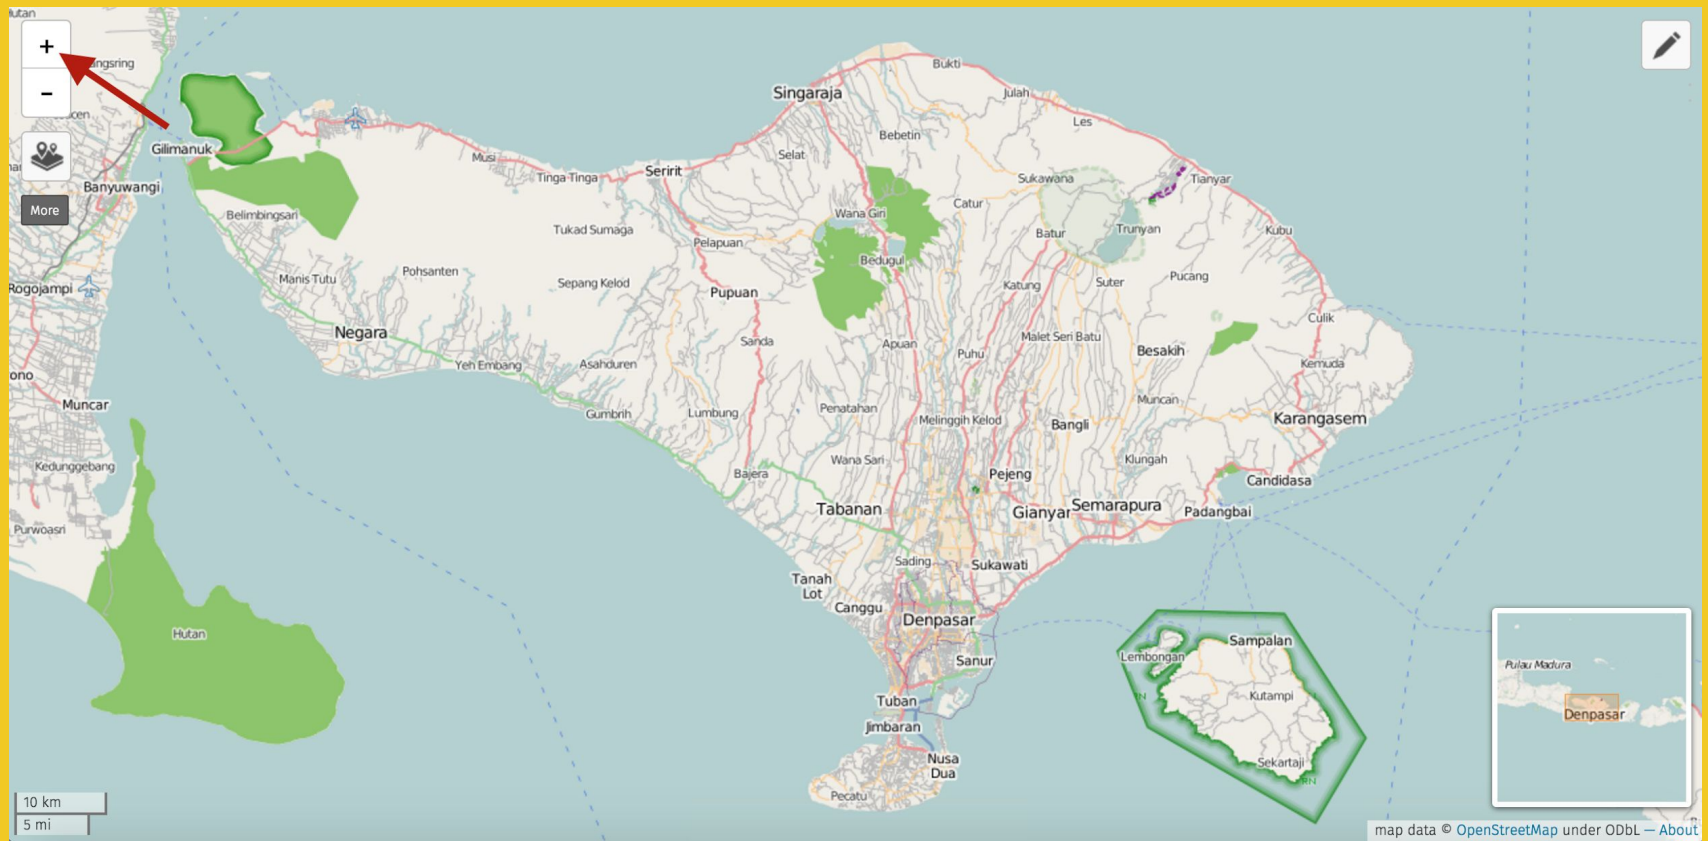 utan
+
angsring
-
cen
More
Gilimanuk
Banyuwangi
Belimbingsari
Rogojampi
Manis Tutu
Pohsanten
Negara
Yeh Embang
ono
Muncar
Kedunggebang
Purwoasri
Hutan
Musi
Tinga-Tinga
Seririt
Singaraja
Selat
Bebetin
Bukti
Julah
Les
Sukawana
Tianyar
Tukad Sumaga
Pelapuan
Wana Giri
Catur
Batur
Trunyan
Kubu
Sepang Kelod
Pupuan
Bedugul
Katung
Suter
Pucang
Culik
Sanda
Apuan
Puhu
Malet Seri Batu
Besakih
Kemuda
Asahduren
Gumbrih
Lumbung
Penatahan
Melinggih Kelod
Bangli
Muncan
Karangasem
Bajera
Wana Sari
Pejeng
Klungah
Candidasa
Tabanan
Gianyar
Semarapura
Padangbai
Sading
Sukawati
Tanah
Lot
Canggu
Denpasar
Sanur
Tuban
Jimbaran
Nusa
Dua
Pecatu
Lembongan
Sampalan
Kutampi
Sekartaji
Pulau Madura
Denpasar
10 km
5 mi
map data © OpenStreetMap under ODbL — About